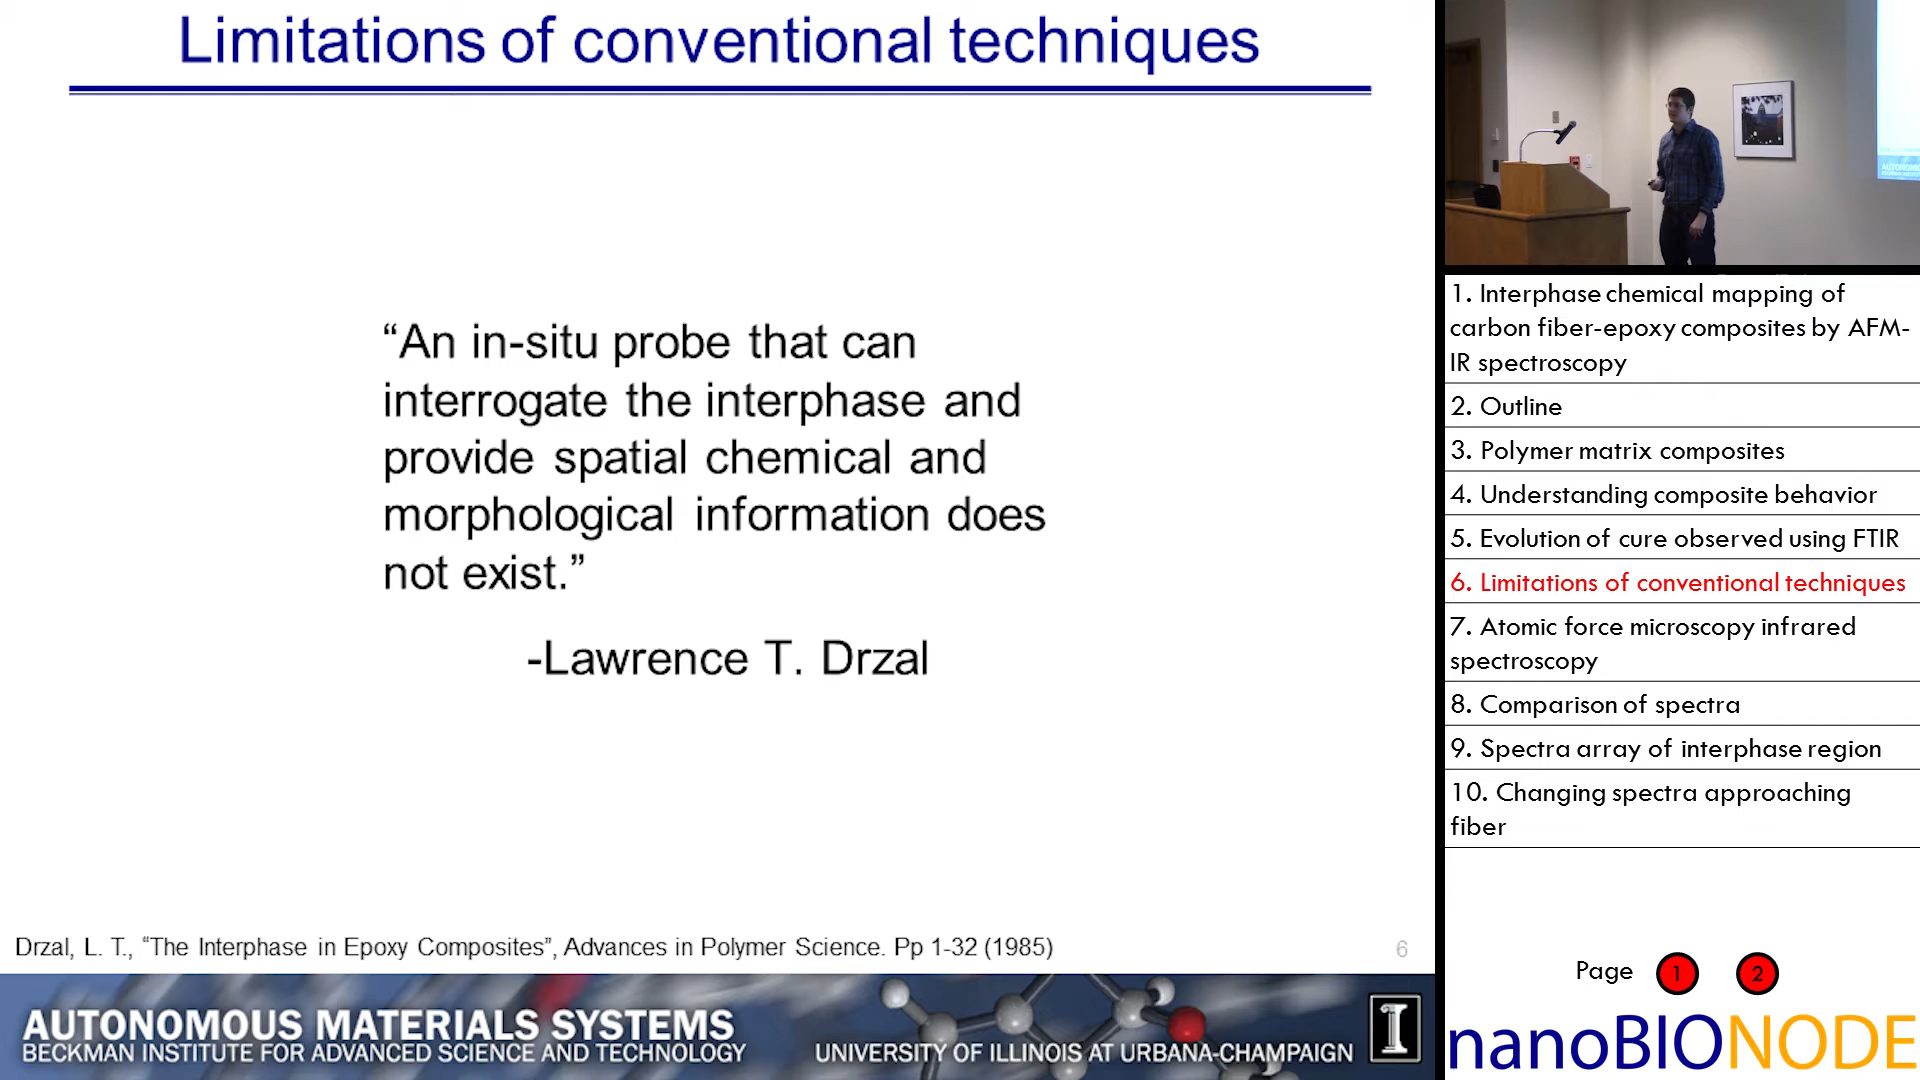 Limitations of conventional techniques
“An in-situ probe that can
interrogate the interphase and
provide spatial chemical and
morphological information does
not exist.”
-Lawrence T. Drzal
Drzal, L. T., “The Interphase in Epoxy Composites”, Advances in Polymer Science. Pp 1-32 (1985)
6
AUTONOMOUS MATERIALS SYSTEMS
BECKMAN INSTITUTE FOR ADVANCED SCIENCE AND TECHNOLOGY
UNIVERSITY OF ILLINOIS AT URBANA-CHAMPAIGN
I
1. Interphase chemical mapping of
carbon fiber-epoxy composites by AFM-
IR spectroscopy
2. Outline
3. Polymer matrix composites
4. Understanding composite behavior
5. Evolution of cure observed using FTIR
6. Limitations of conventional techniques
7. Atomic force microscopy infrared
spectroscopy
8. Comparison of spectra
9. Spectra array of interphase region
10. Changing spectra approaching
fiber
Page 1 2
nanoBIONODE